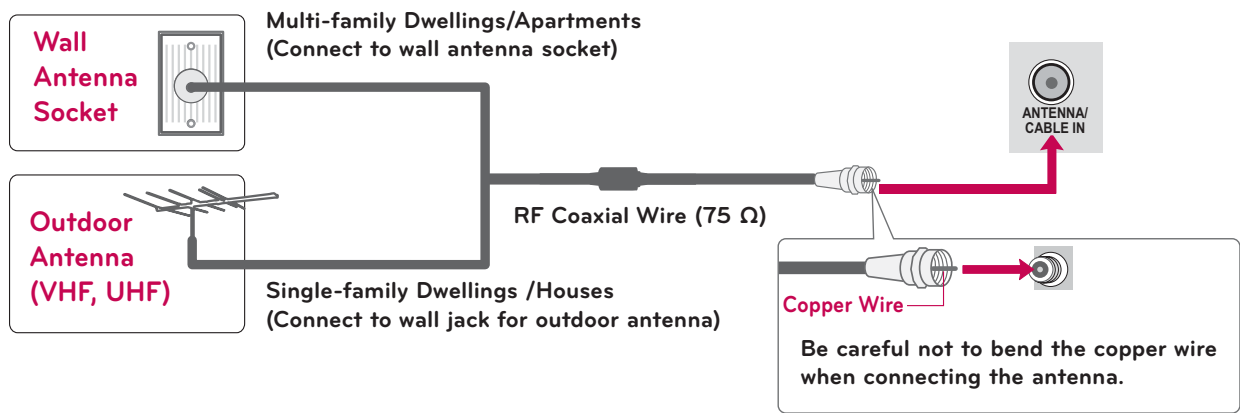 Wall
Antenna
Socket
Multi-family Dwellings/Apartments
(Connect to wall antenna socket)
ANTENNA/
CABLE IN
Outdoor
Antenna
(VHF, UHF)
RF Coaxial Wire (75 Ω)
Single-family Dwellings /Houses
(Connect to wall jack for outdoor antenna)
Copper Wire
Be careful not to bend the copper wire
when connecting the antenna.